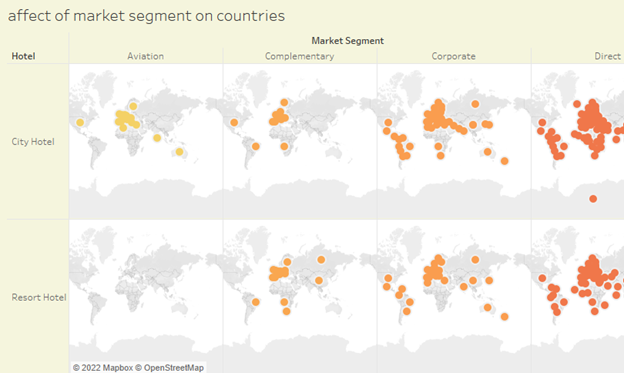 affect of market segment on countries
Market Segment
Hotel Aviation Complementary Corporate Direct
City Hotel
Resort Hotel
© 2022 Mapbox © OpenStreetMap